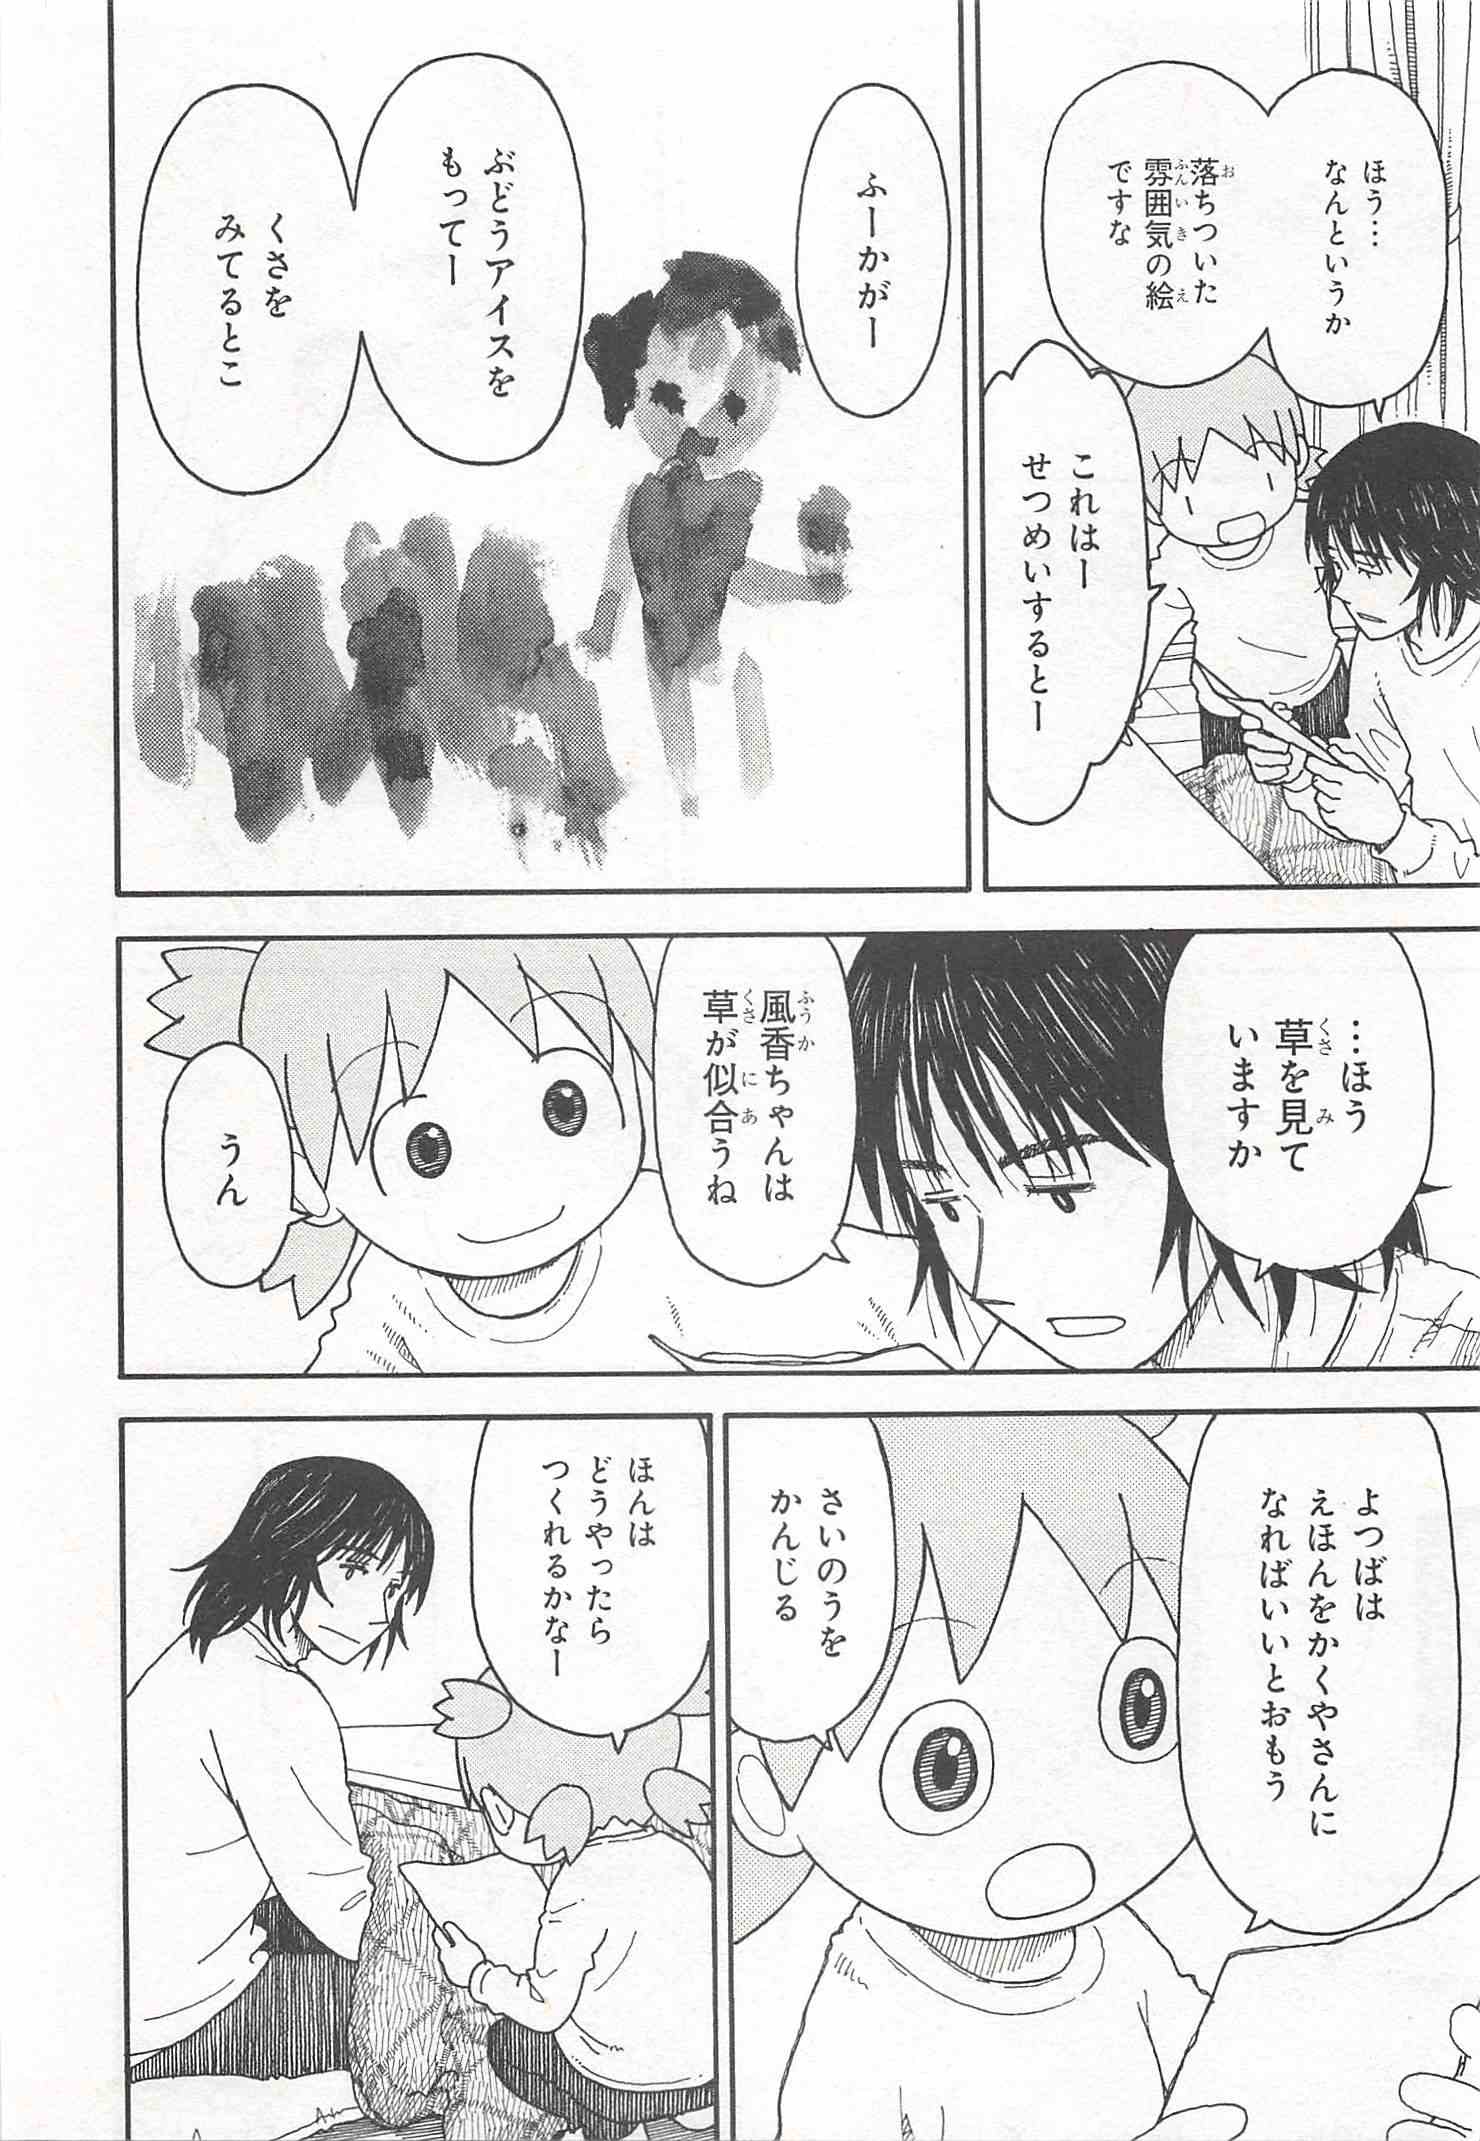 ほう…
なんというか
落ちついた
雰囲気の絵
ですな
これはー
せつめいするとー
ふーかがー
ぶどうアイスを
もってー
くさを
みてるとこ
…ほう
草を見て
いますか
風香ちゃんは
草が似合うね
うん
よつばは
えほんをかくやさんに
なればいいとおもう
さいのうを
かんじる
ほんは
どうやったら
つくれるかなー